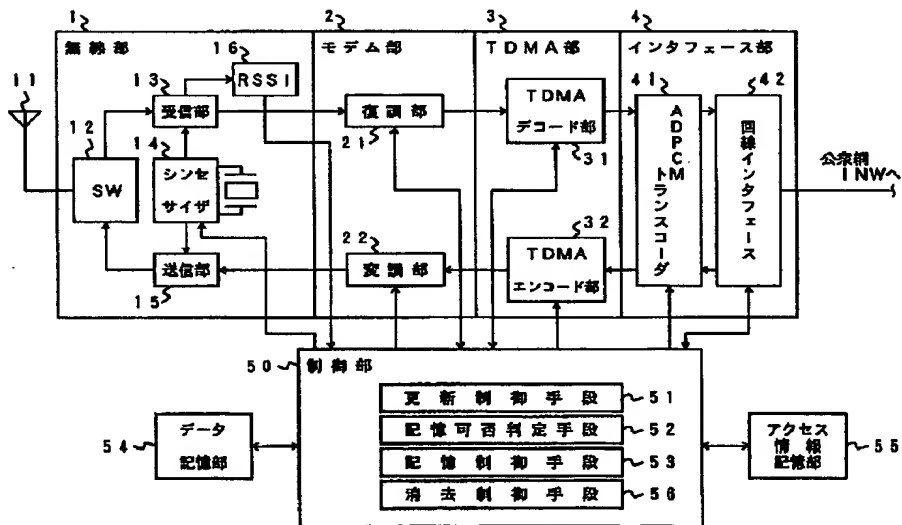 1
無線部
2
モデム部
3
TDMA部
4
インタフェース部
11
12
SW
13
受信部
14
シンセ
サイザ
送信部
15
16
RSSI
復調部
21
22
変調部
TDMA
デコード部
31
32
TDMA
エンコード部
41
ADPCMトランスコーダ
42
回線インタフェース
公衆網
INWへ
50
制御部
更新制御手段
51
記憶可否判定手段
52
記憶制御手段
53
消去制御手段
56
54
データ
記憶部
アクセス
情報
記憶部
55